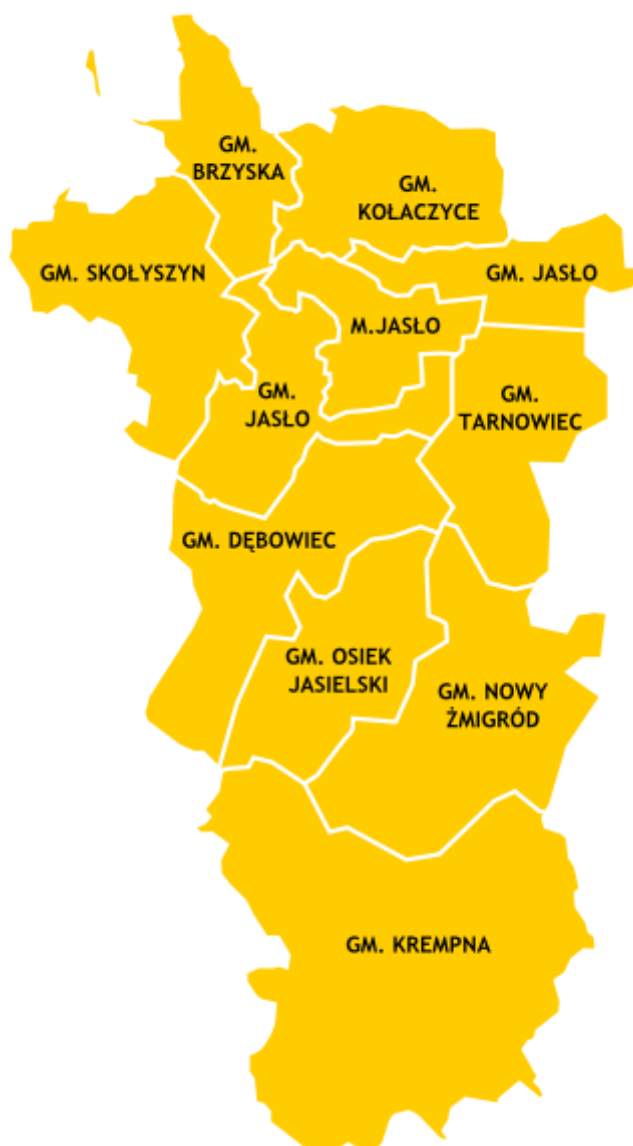 GM.
BRZYSKA
GM.
KOŁACZYCE
GM. SKOŁYSZYN
GM. JASŁO
M.JASŁO
GM.
JASŁO
GM.
TARNOWIEC
GM. DĘBOWIEC
GM. OSIEK
JASIELSKI
GM. NOWY
ŻMIGRÓD
GM. KREMPNA